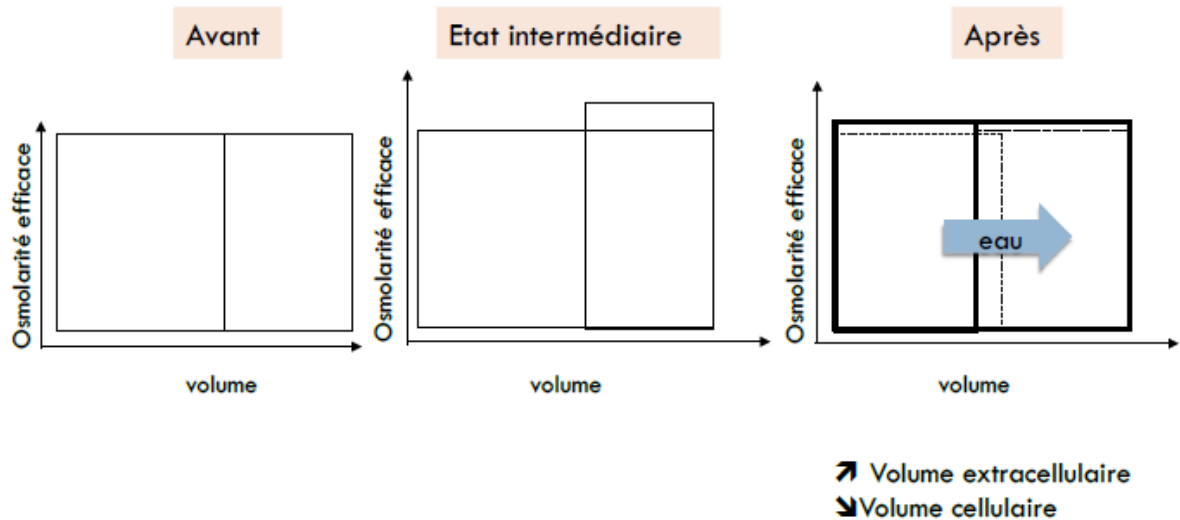 Avant
Etat intermédiaire
Après
Osmolarité efficace
volume
Osmolarité efficace
volume
Osmolarité efficace
eau
volume
↗ Volume extracellulaire
↘Volume cellulaire